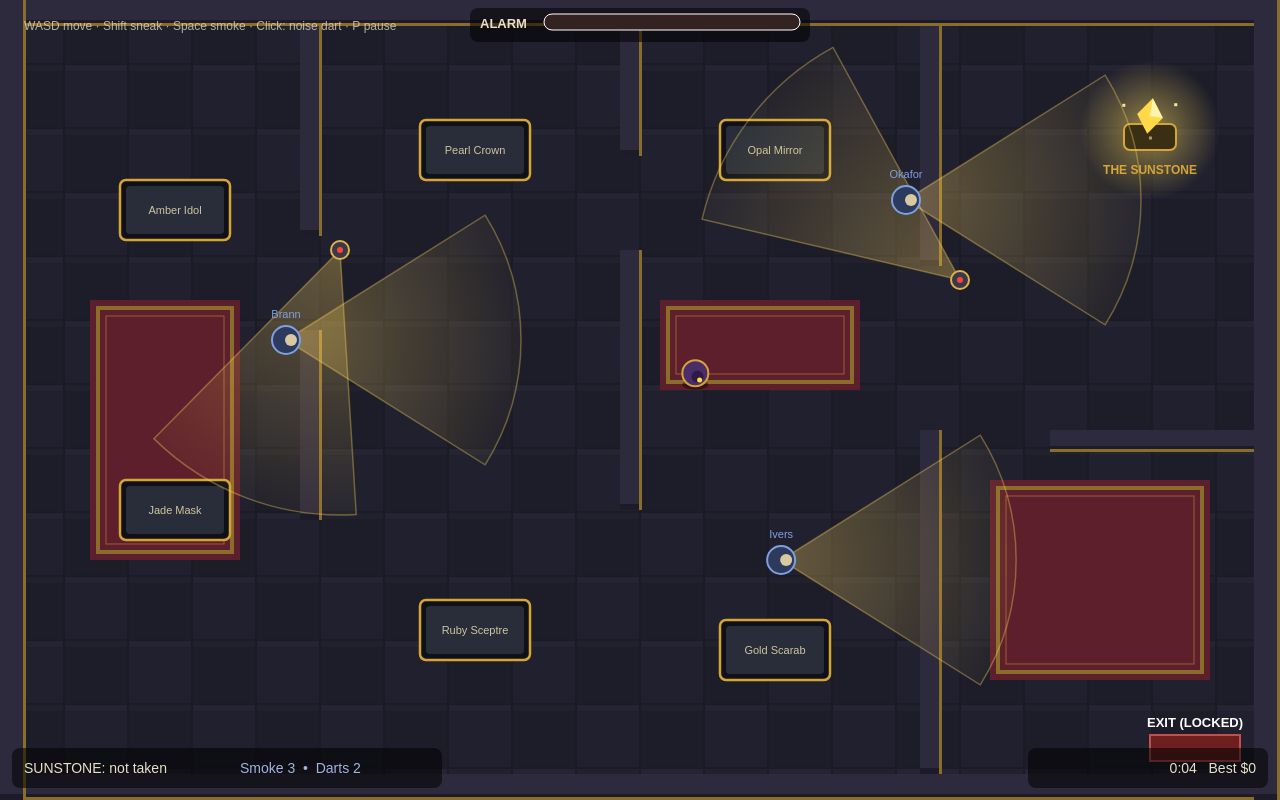 WASD move · Shift sneak · Space smoke · Click: noise dart · P pause
ALARM
Pearl Crown
Opal Mirror
Okafor
THE SUNSTONE
Amber Idol
Brann
Jade Mask
Ivers
Ruby Sceptre
Gold Scarab
EXIT (LOCKED)
SUNSTONE: not taken
Smoke 3 • Darts 2
0:04 Best $0